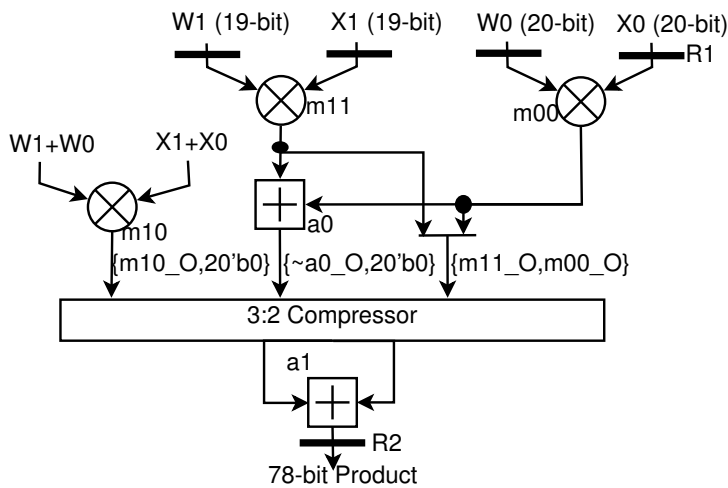 W1 (19-bit) X1 (19-bit) W0 (20-bit) X0 (20-bit)
R1
m11 m00
W1+W0 X1+X0
m10 a0
{m10_O,20'b0} {~a0_O,20'b0} {m11_O,m00_O}
3:2 Compressor
a1
R2
78-bit Product